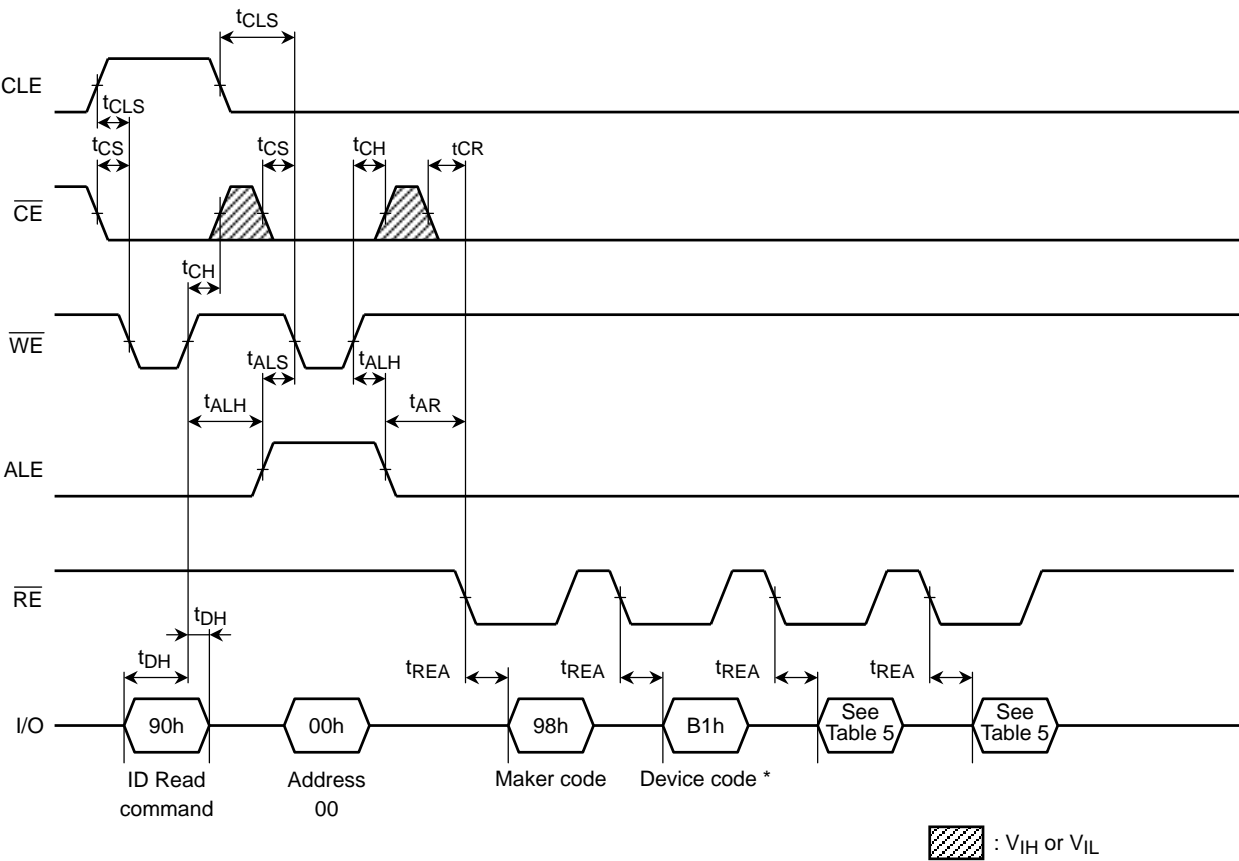 tCLS
CLE
tCLS
tCS
tCS
tCH
tCR
CE
tCH
WE
tALS
tALH
tALH
tAR
ALE
RE
tDH
tDH
tREA
tREA
tREA
tREA
I/O
90h
00h
98h
B1h
See
Table 5
See
Table 5
ID Read
command
Address
00
Maker code
Device code *
: VIH or VIL